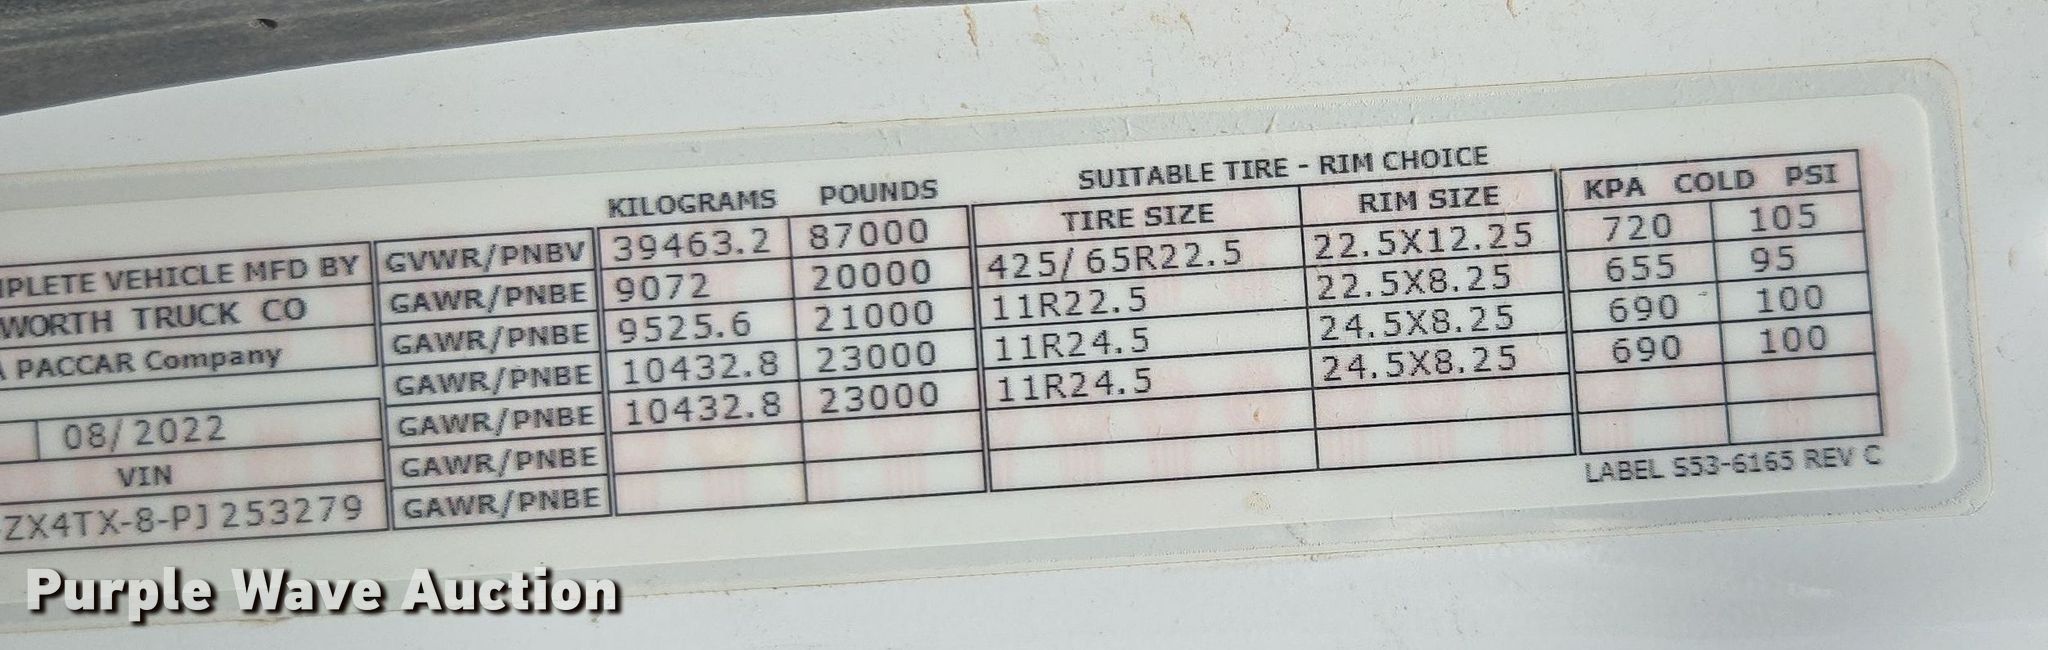 KILOGRAMS POUNDS SUITABLE TIRE - RIM CHOICE
TIRE SIZE RIM SIZE KPA COLD PSI
VEHICLE MFD BY GVWR/PNBV 39463.2 87000
TRUCK CO GAWR/PNBE 9072 20000 425/65R22.5 22.5X12.25 720 105
PACCAR Company GAWR/PNBE 9525.6 21000 11R22.5 22.5X8.25 655 95
GAWR/PNBE 10432.8 23000 11R24.5 24.5X8.25 690 100
08/2022 GAWR/PNBE 10432.8 23000 11R24.5 24.5X8.25 690 100
VIN GAWR/PNBE
ZX4TX-8-PJ253279 GAWR/PNBE
LABEL S53-6165 REV C
Purple Wave Auction